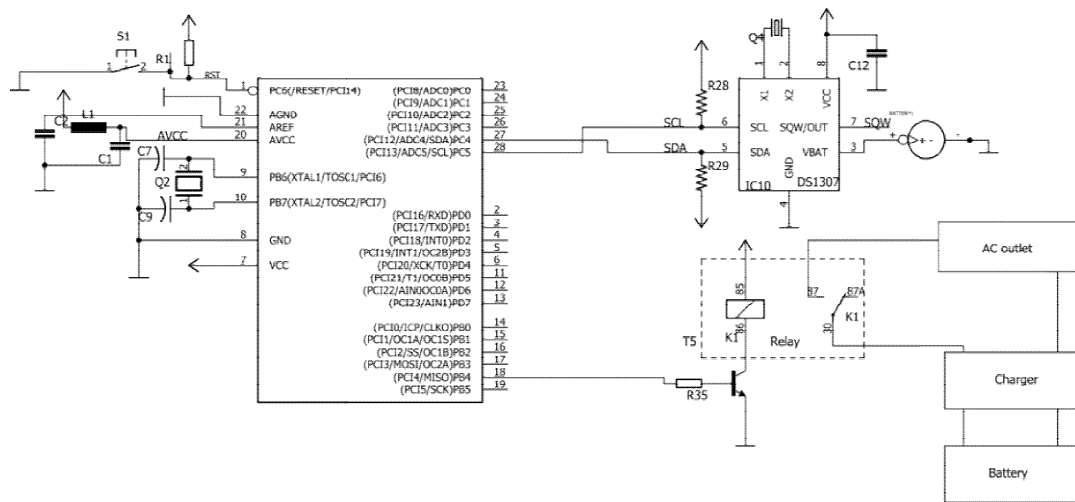 S1
1
2
R1
RST
1
PC6(/RESET/PCI14)
22
AGND
21
AREF
20
AVCC
AVCC
C2
L1
C1
C7
Q2
2
1
C9
9
PB6(XTAL1/TOSC1/PCI6)
10
PB7(XTAL2/TOSC2/PCI7)
8
GND
7
VCC
(PCI8/ADC0)PC0 23
(PCI9/ADC1)PC1 24
(PCI10/ADC2)PC2 25
(PCI11/ADC3)PC3 26
(PCI12/ADC4/SDA)PC4 27
(PCI13/ADC5/SCL)PC5 28
(PCI16/RXD)PD0 2
(PCI17/TXD)PD1 3
(PCI18/INT0)PD2 4
(PCI19/INT1/OC2B)PD3 5
(PCI20/XCK/T0)PD4 6
(PCI21/T1/OC0B)PD5 11
(PCI22/AIN0OC0A)PD6 12
(PCI23/AIN1)PD7 13
(PCI0/ICP/CLKO)PB0 14
(PCI1/OC1A/OC1S)PB1 15
(PCI2/SS/OC1B)PB2 16
(PCI3/MOSI/OC2A)PB3 17
(PCI4/MISO)PB4 18
(PCI5/SCK)PB5 19
SCL
SDA
R28
R29
Q4
1
2
8
C12
X1
X2
VCC
6
SCL
SQW/OUT
7
SQW
5
SDA
VBAT
3
GND
IC10
DS1307
4
BATTERY1
+
+ -
-
85
86
K1
T5
Relay
87
87A
30
K1
R35
AC outlet
Charger
Battery